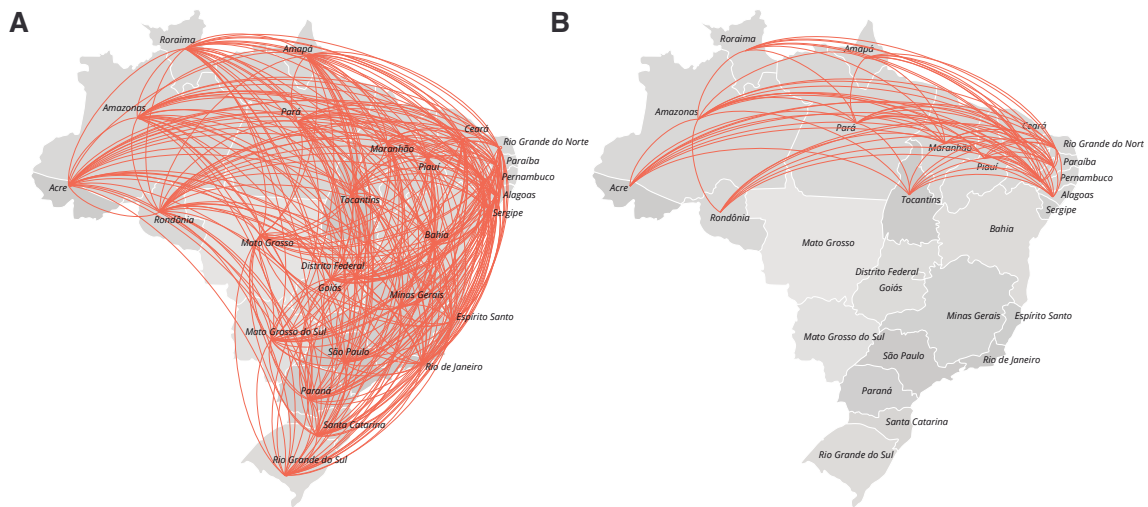 A
Roraima
Amapá
Amazonas
Pará
Ceará
Rio Grande do Norte
Maranhão
Piauí
Paraíba
Pernambuco
Acre
Tocantins
Alagoas
Rondônia
Sergipe
Mato Grosso
Bahia
Distrito Federal
Goiás
Minas Gerais
Espírito Santo
Mato Grosso do Sul
São Paulo
Rio de Janeiro
Paraná
Santa Catarina
Rio Grande do Sul
B
Roraima
Amapá
Amazonas
Pará
Ceará
Rio Grande do Nort
Maranhão
Piauí
Paraíba
Pernambuco
Acre
Tocantins
Alagoas
Rondônia
Sergipe
Mato Grosso
Bahia
Distrito Federal
Goiás
Minas Gerais
Espírito Santo
Mato Grosso do Sul
São Paulo
Rio de Janeiro
Paraná
Santa Catarina
Rio Grande do Sul